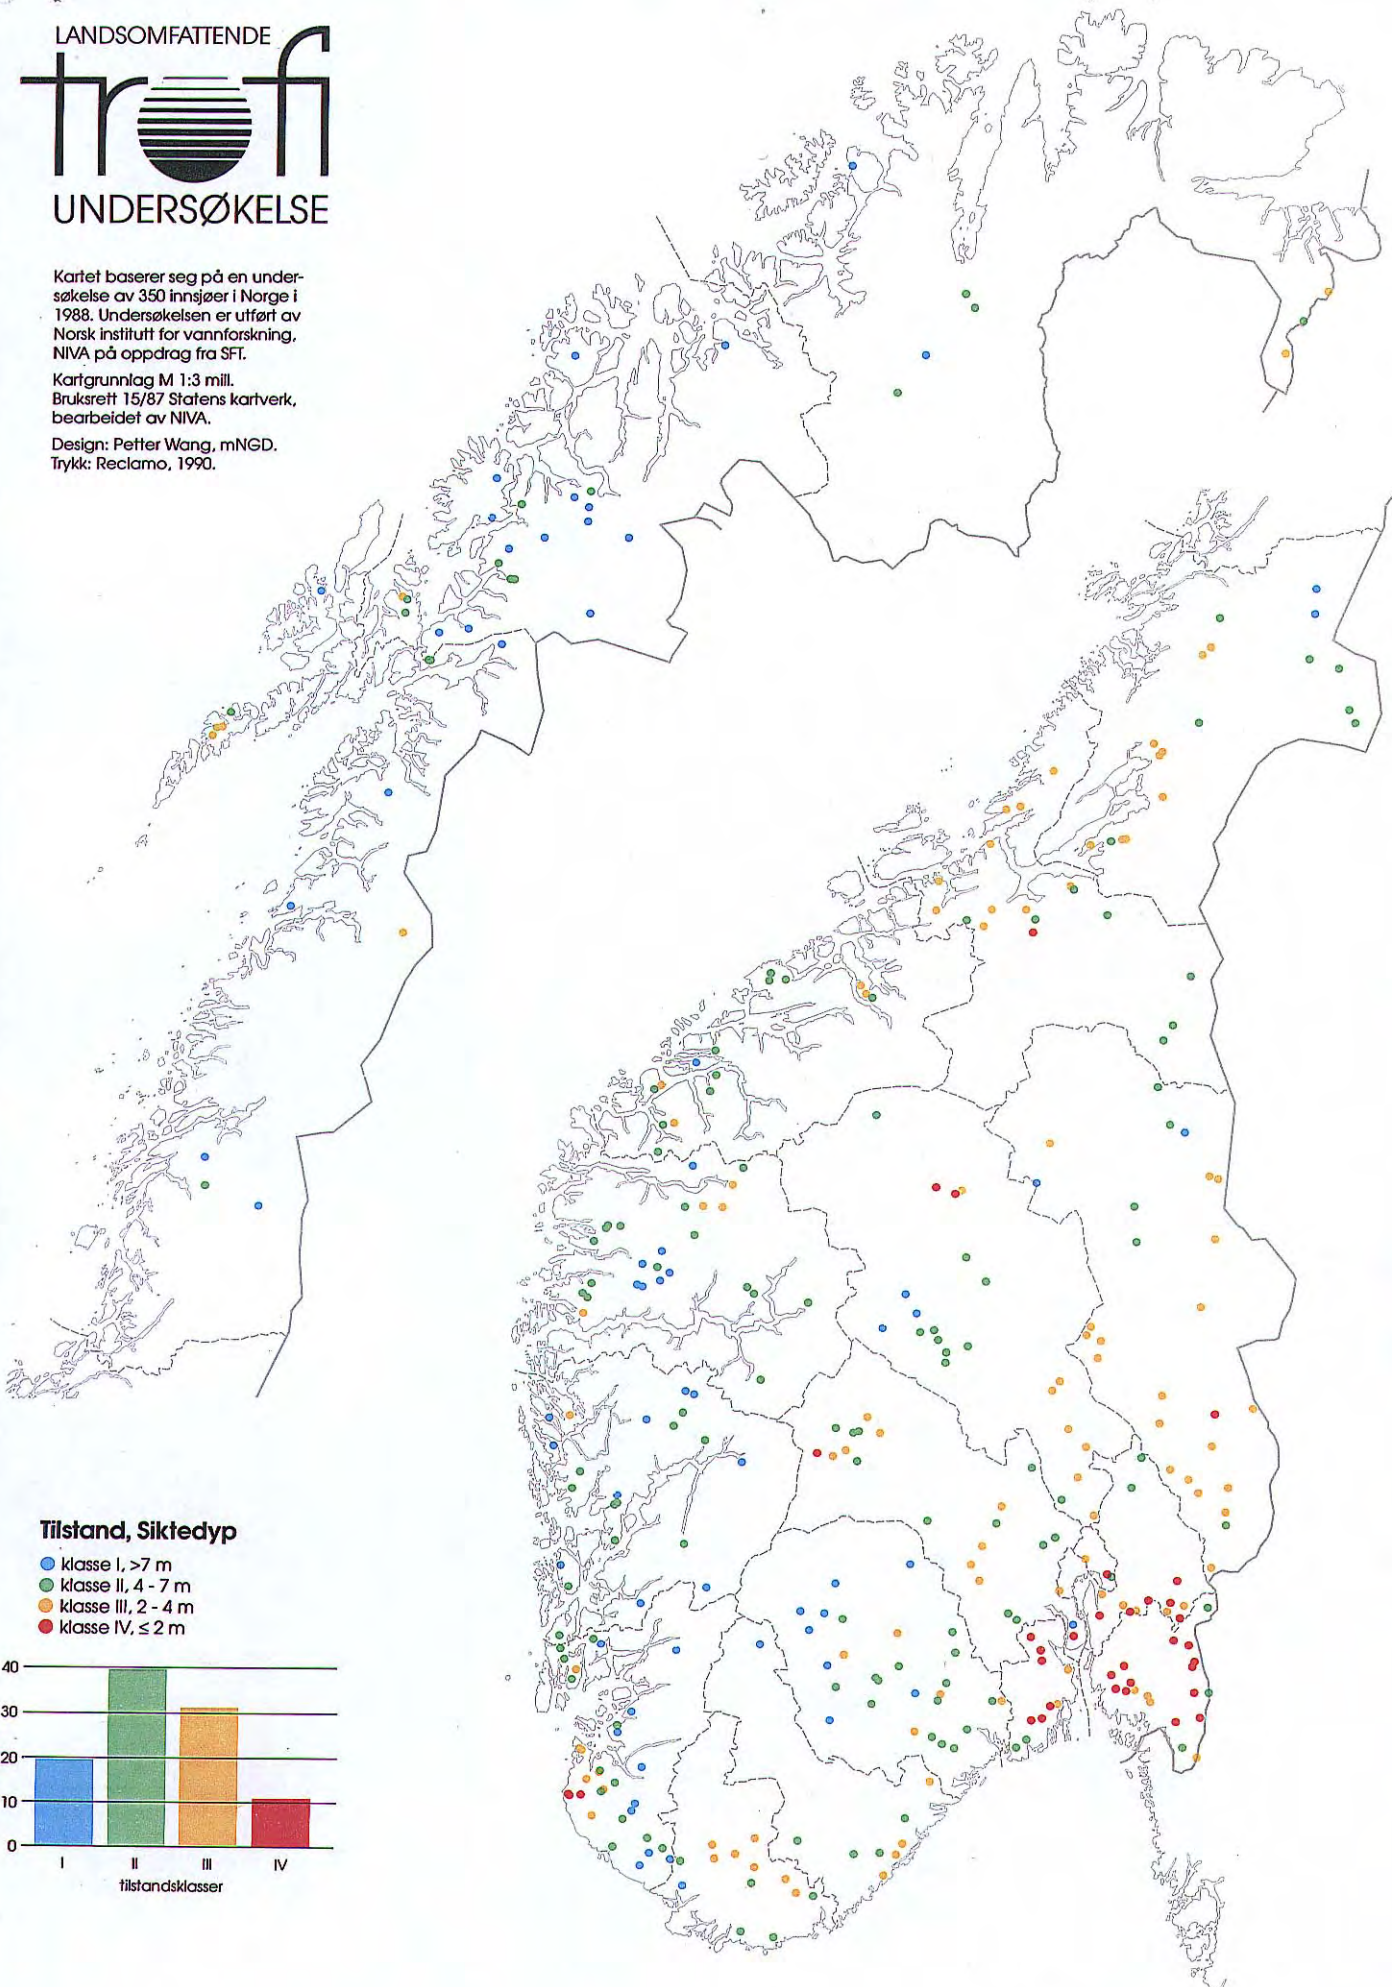 LANDSOMFATTENDE
trofi
UNDERSØKELSE
Kartet baserer seg på en under-
søkelse av 350 innsjøer i Norge i
1988. Undersøkelsen er utført av
Norsk institutt for vannforskning,
NIVA på oppdrag fra SFT.
Kartgrunnlag M 1:3 mill.
Bruksrett 15/87 Statens kartverk,
bearbeidet av NIVA.
Design: Petter Wang, mNGD.
Trykk: Reclamo, 1990.
Tilstand, Siktedyp
klasse I, >7 m
klasse II, 4 - 7 m
klasse III, 2 - 4 m
klasse IV, ≤ 2 m
40
30
20
10
0
I II III IV
tilstandsklasser